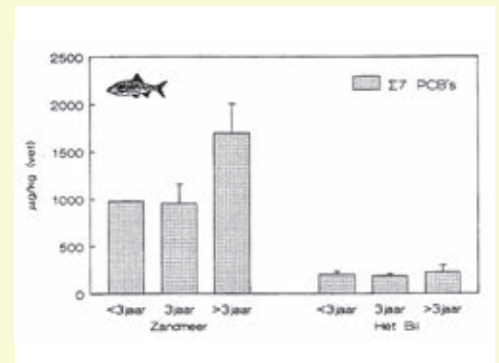 2500
Σ7 PCB's
2000
1500
1000
500
0
µg/kg (vet)
<3jaar 3jaar >3jaar <3jaar 3jaar >3jaar
Zandmeer Het Bil